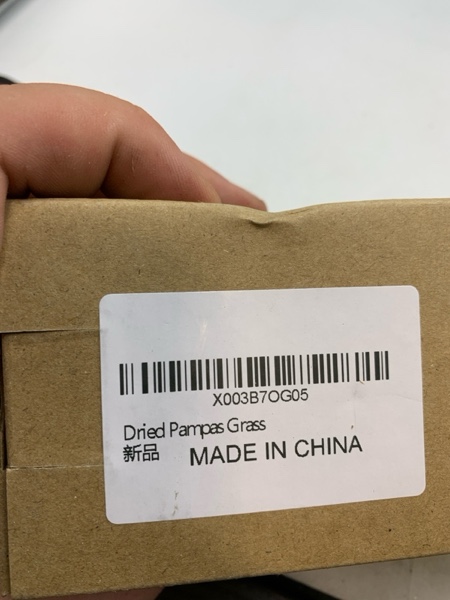 X003B7OG05
Dried Pampas Grass
新品 MADE IN CHINA